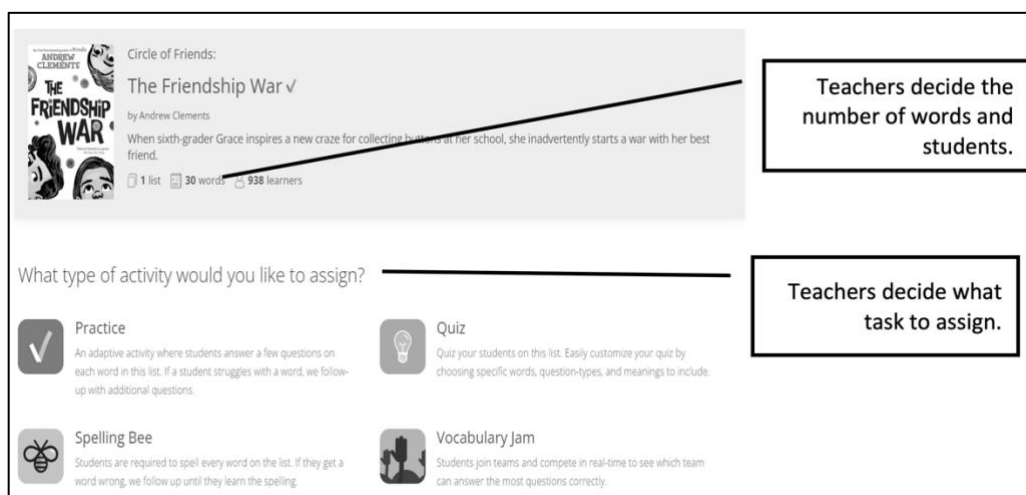 ANDREW
CLEMENTS
THE
FRIENDSHIP
WAR
Circle of Friends:
The Friendship War ✓
by Andrew Clements
When sixth-grader Grace inspires a new craze for collecting buttons at her school, she inadvertently starts a war with her best
friend.
1 list 30 words 938 learners
Teachers decide the
number of words and
students.
What type of activity would you like to assign?
Teachers decide what
task to assign.
Practice
An adaptive activity where students answer a few questions on
each word in this list. If a student struggles with a word, we follow-
up with additional questions.
Quiz
Quiz your students on this list. Easily customize your quiz by
choosing specific words, question-types, and meanings to include.
Spelling Bee
Students are required to spell every word on the list. If they get a
word wrong, we follow up until they learn the spelling.
Vocabulary Jam
Students join teams and compete in real-time to see which team
can answer the most questions correctly.